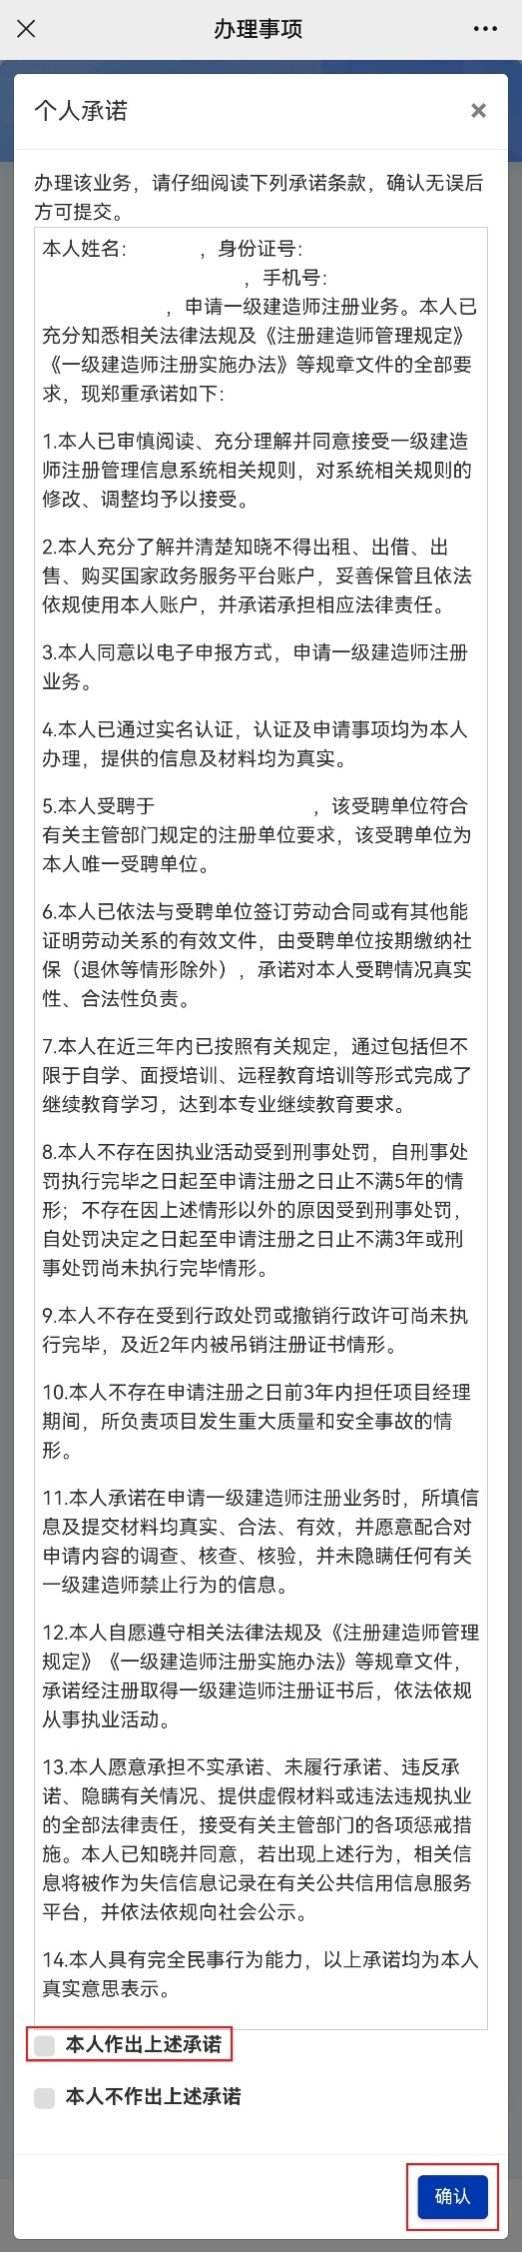 办理事项
个人承诺
×
办理该业务，请仔细阅读下列承诺条款，确认无误后
方可提交。
本人姓名：　　　，身份证号：
，手机号：
，申请一级建造师注册业务。本人已
充分知悉相关法律法规及《注册建造师管理规定》
《一级建造师注册实施办法》等规章文件的全部要
求，现郑重承诺如下：
1.本人已审慎阅读、充分理解并同意接受一级建造
师注册管理信息系统相关规则，对系统相关规则的
修改、调整均予以接受。
2.本人充分了解并清楚知晓不得出租、出借、出
售、购买国家政务服务平台账户，妥善保管且依法
依规使用本人账户，并承诺承担相应法律责任。
3.本人同意以电子申报方式，申请一级建造师注册
业务。
4.本人已通过实名认证，认证及申请事项均为本人
办理，提供的信息及材料均为真实。
5.本人受聘于　　　　　　　　，该受聘单位符合
有关主管部门规定的注册单位要求，该受聘单位为
本人唯一受聘单位。
6.本人已依法与受聘单位签订劳动合同或有其他能
证明劳动关系的有效文件，由受聘单位按期缴纳社
保（退休等情形除外），承诺对本人受聘情况真实
性、合法性负责。
7.本人在近三年内已按照有关规定，通过包括但不
限于自学、面授培训、远程教育培训等形式完成了
继续教育学习，达到本专业继续教育要求。
8.本人不存在因执业活动受到刑事处罚，自刑事处
罚执行完毕之日起至申请注册之日止不满5年的情
形；不存在因上述情形以外的原因受到刑事处罚，
自处罚决定之日起至申请注册之日止不满3年或刑
事处罚尚未执行完毕情形。
9.本人不存在受到行政处罚或撤销行政许可尚未执
行完毕，及近2年内被吊销注册证书情形。
10.本人不存在申请注册之日前3年内担任项目经理
期间，所负责项目发生重大质量和安全事故的情
形。
11.本人承诺在申请一级建造师注册业务时，所填信
息及提交材料均真实、合法、有效，并愿意配合对
申请内容的调查、核查、核验，并未隐瞒任何有关
一级建造师禁止行为的信息。
12.本人自愿遵守相关法律法规及《注册建造师管理
规定》《一级建造师注册实施办法》等规章文件，
承诺经注册取得一级建造师注册证书后，依法依规
从事执业活动。
13.本人愿意承担不实承诺、未履行承诺、违反承
诺、隐瞒有关情况、提供虚假材料或违法违规执业
的全部法律责任，接受有关主管部门的各项惩戒措
施。本人已知晓并同意，若出现上述行为，相关信
息将被作为失信信息记录在有关公共信用信息服务
平台，并依法依规向社会公示。
14.本人具有完全民事行为能力，以上承诺均为本人
真实意思表示。
本人作出上述承诺
本人不作出上述承诺
确认